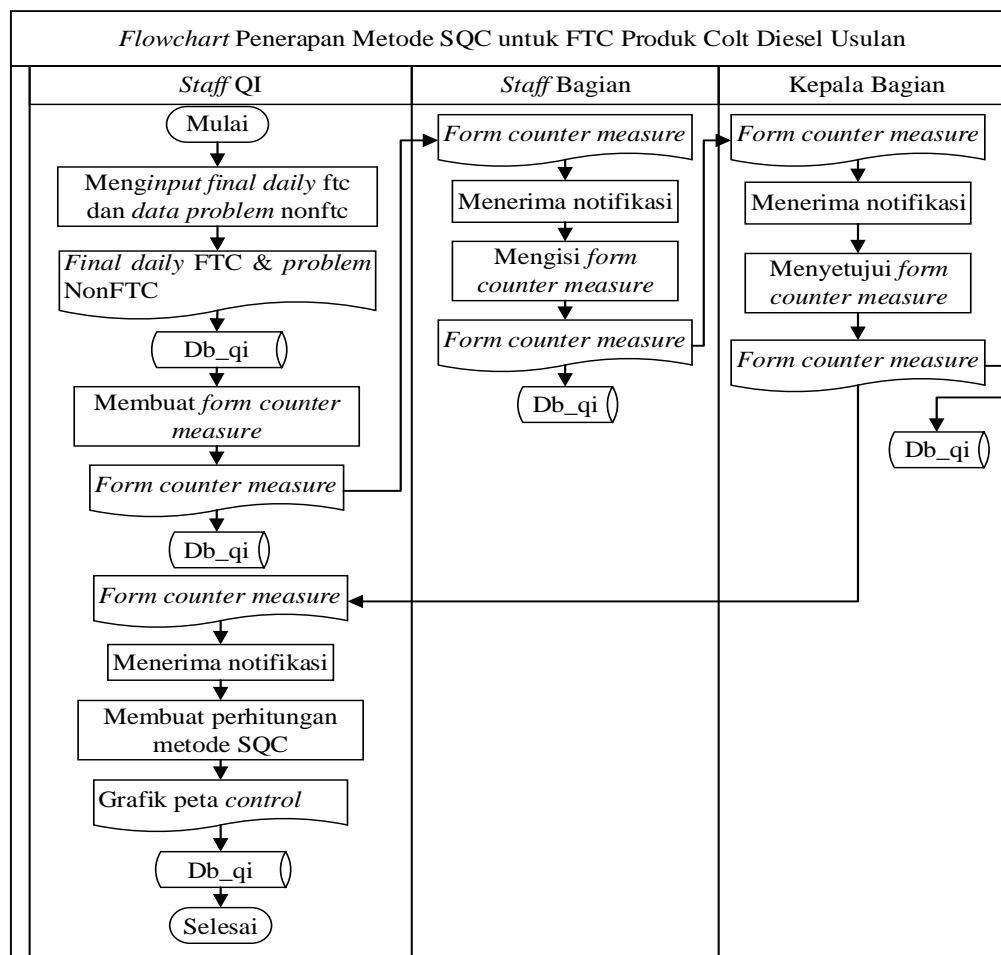 Flowchart Penerapan Metode SQC untuk FTC Produk Colt Diesel Usulan
Staff QI
Mulai
Menginput final daily ftc
dan data problem nonftc
Final daily FTC & problem
NonFTC
Db_qi
Membuat form counter
measure
Form counter measure
Db_qi
Form counter measure
Menerima notifikasi
Membuat perhitungan
metode SQC
Grafik peta control
Db_qi
Selesai
Staff Bagian
Form counter measure
Menerima notifikasi
Mengisi form
counter measure
Form counter measure
Db_qi
Kepala Bagian
Form counter measure
Menerima notifikasi
Menyetujui form
counter measure
Form counter measure
Db_qi